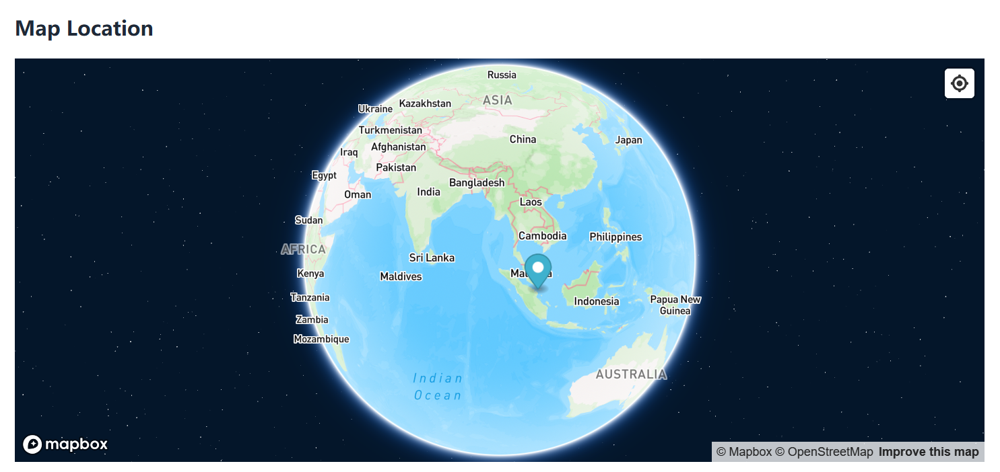 Map Location
Russia
ASIA
Kazakhstan
Ukraine
Turkmenistan
China
Japan
Afghanistan
Iraq
Pakistan
Egypt
Bangladesh
India
Oman
Laos
Sudan
Cambodia
Philippines
AFRICA
Sri Lanka
Kenya
Maldives
Tanzania
Indonesia
Papua New
Guinea
Zambia
Mozambique
AUSTRALIA
Indian
Ocean
mapbox
© Mapbox © OpenStreetMap Improve this map